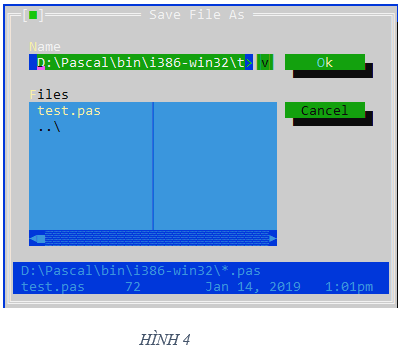 [■] Save File As
Name
D:\Pascal\bin\i386-win32\t> v Ok
Files
test.pas Cancel
..\
D:\Pascal\bin\i386-win32\*.pas
test.pas 72 Jan 14, 2019 1:01pm
HÌNH 4